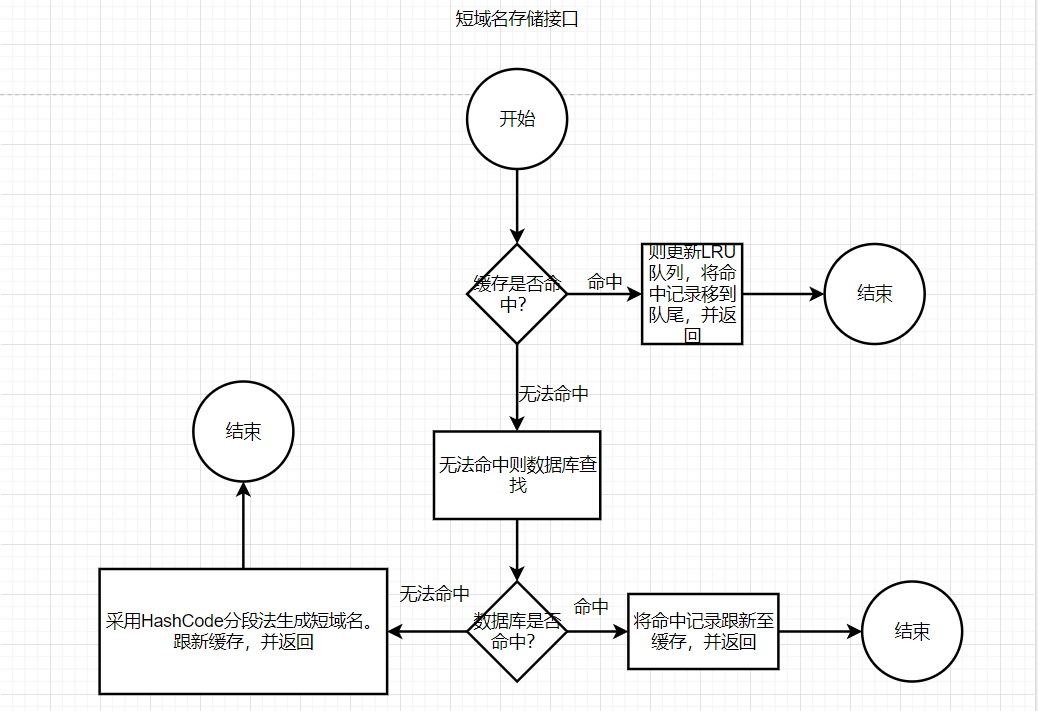 短域名存储接口
开始
缓存是否命
中？
命中
则更新LRU
队列，将命
中记录移到
队尾，并返
回
结束
无法命中
结束
无法命中则数据库查
找
无法命中
数据库是否
命中？
命中
将命中记录跟新至
缓存，并返回
结束
采用HashCode分段法生成短域名。
跟新缓存，并返回